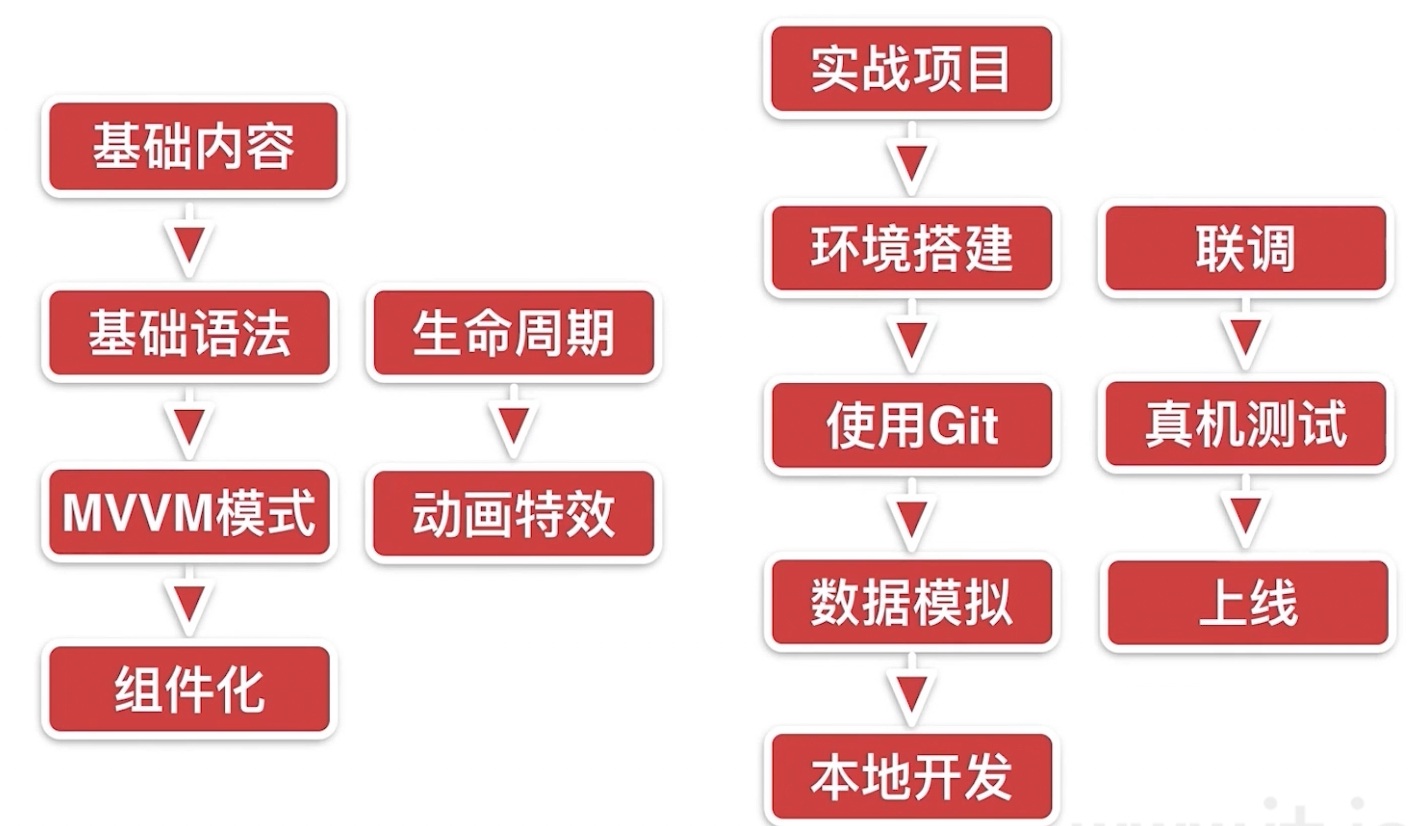 基础内容
基础语法
MVVM模式
组件化
生命周期
动画特效
实战项目
环境搭建
使用Git
数据模拟
本地开发
联调
真机测试
上线